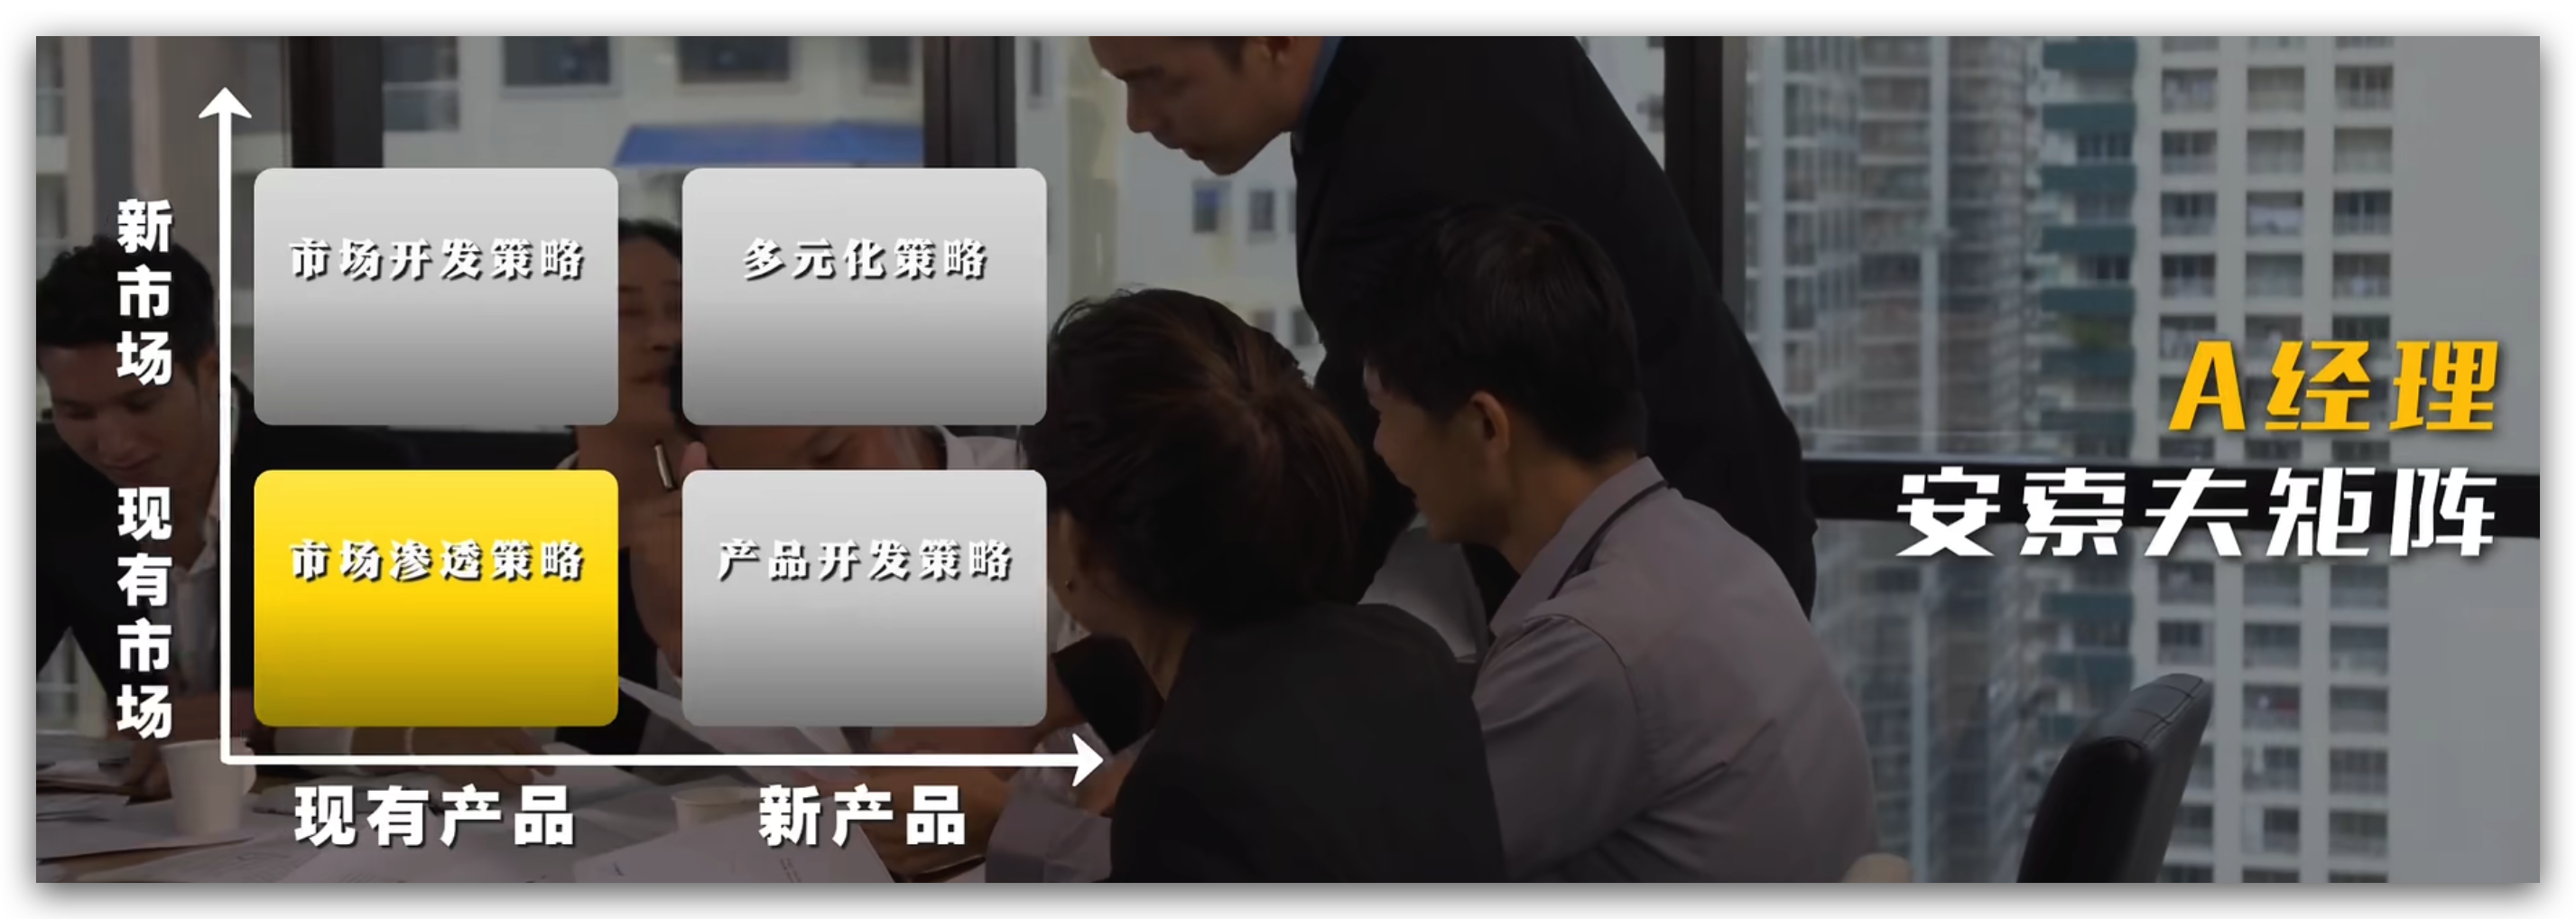 新市场
市场开发策略
多元化策略
现有市场
市场渗透策略
产品开发策略
现有产品
新产品
A经理
安索夫矩阵